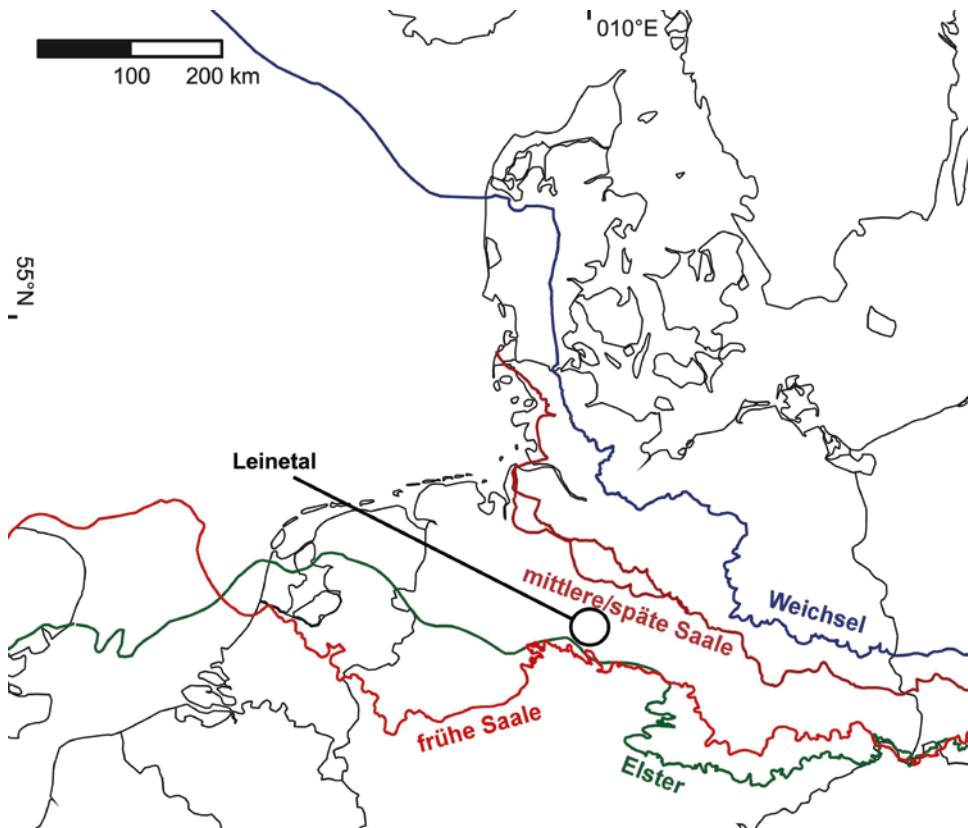 010°E
100 200 km
55°N
Leinetal
mittlere/späte Saale
Weichsel
frühe Saale
Elster